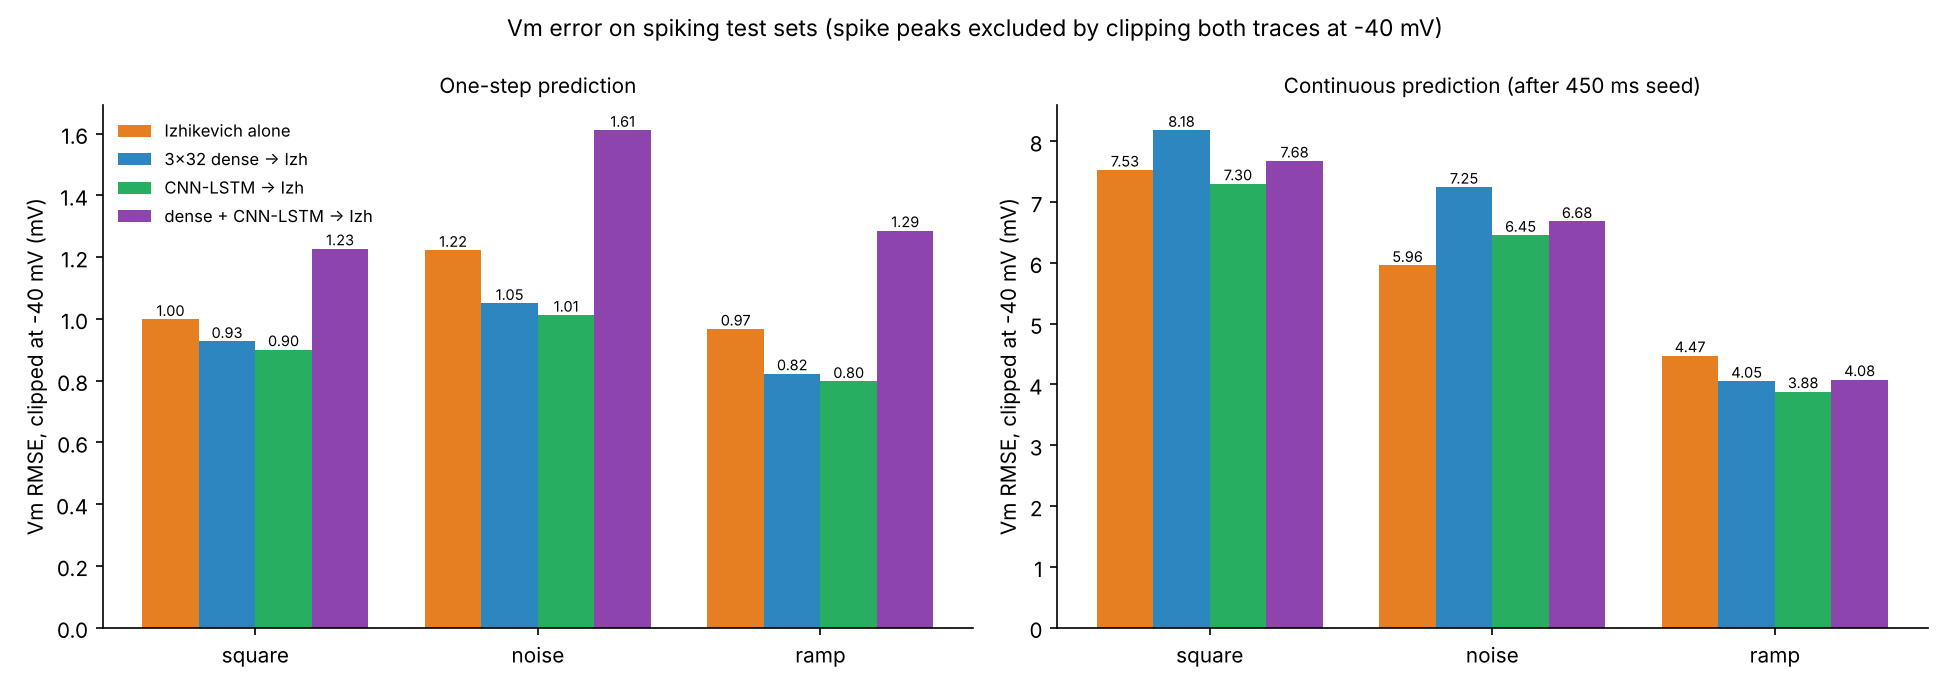 Vm error on spiking test sets (spike peaks excluded by clipping both traces at -40 mV)
One-step prediction
Vm RMSE, clipped at -40 mV (mV)
1.6
1.4
1.2
1.0
0.8
0.6
0.4
0.2
0.0
Izhikevich alone
3×32 dense → Izh
CNN-LSTM → Izh
dense + CNN-LSTM → Izh
1.00
0.93
0.90
1.23
1.22
1.05
1.01
1.61
0.97
0.82
0.80
1.29
square
noise
ramp
Continuous prediction (after 450 ms seed)
Vm RMSE, clipped at -40 mV (mV)
8
7
6
5
4
3
2
1
0
7.53
8.18
7.30
7.68
5.96
7.25
6.45
6.68
4.47
4.05
3.88
4.08
square
noise
ramp